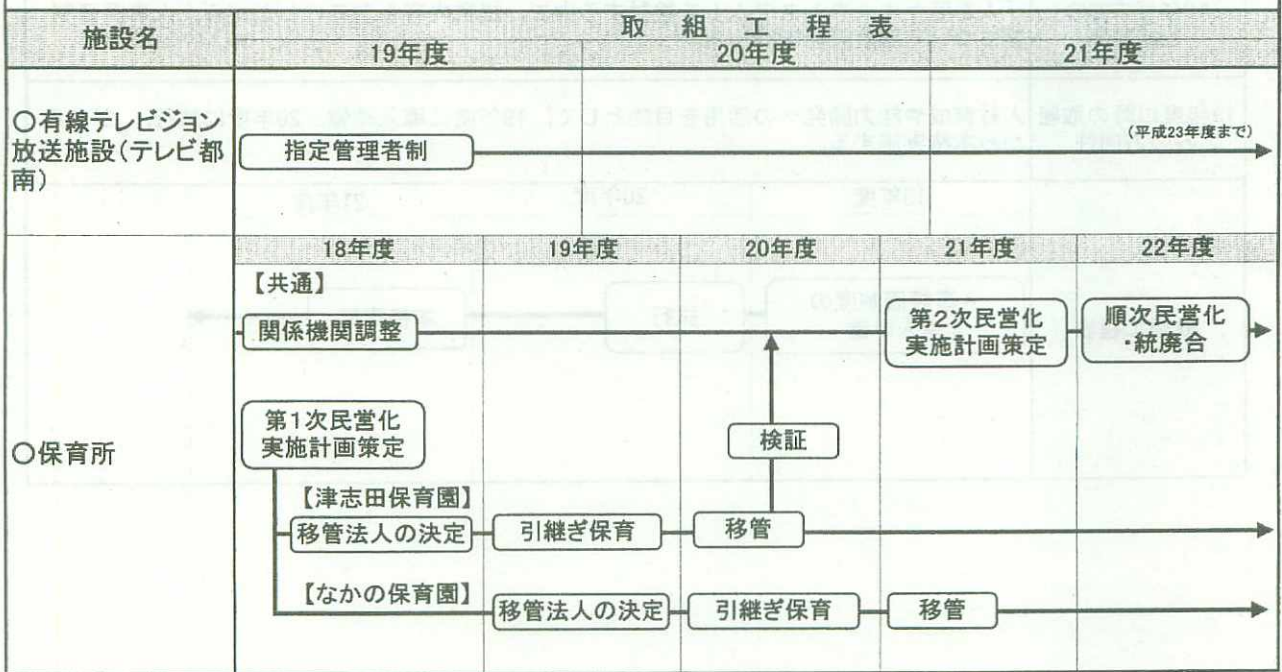 施設名
取組工程表
19年度 20年度 21年度
○有線テレビジョン
放送施設(テレビ都
南)
指定管理者制
(平成23年度まで)
18年度 19年度 20年度 21年度 22年度
○保育所
【共通】
関係機関調整
第2次民営化
実施計画策定
順次民営化
・統廃合
第1次民営化
実施計画策定
検証
【津志田保育園】
移管法人の決定 引継ぎ保育 移管
【なかの保育園】
移管法人の決定 引継ぎ保育 移管